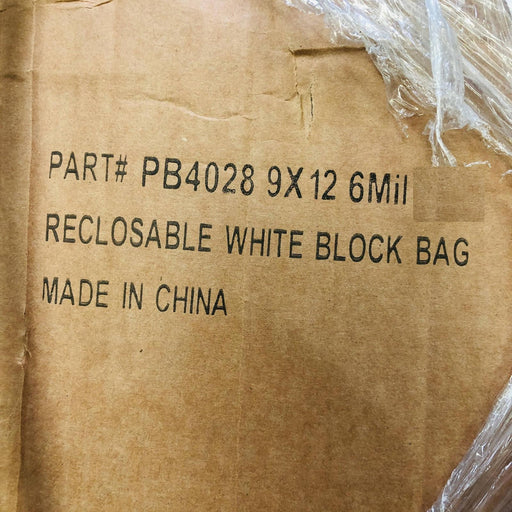 PART# PB4028 9X12 6Mil
RECLOSABLE WHITE BLOCK BAG
MADE IN CHINA